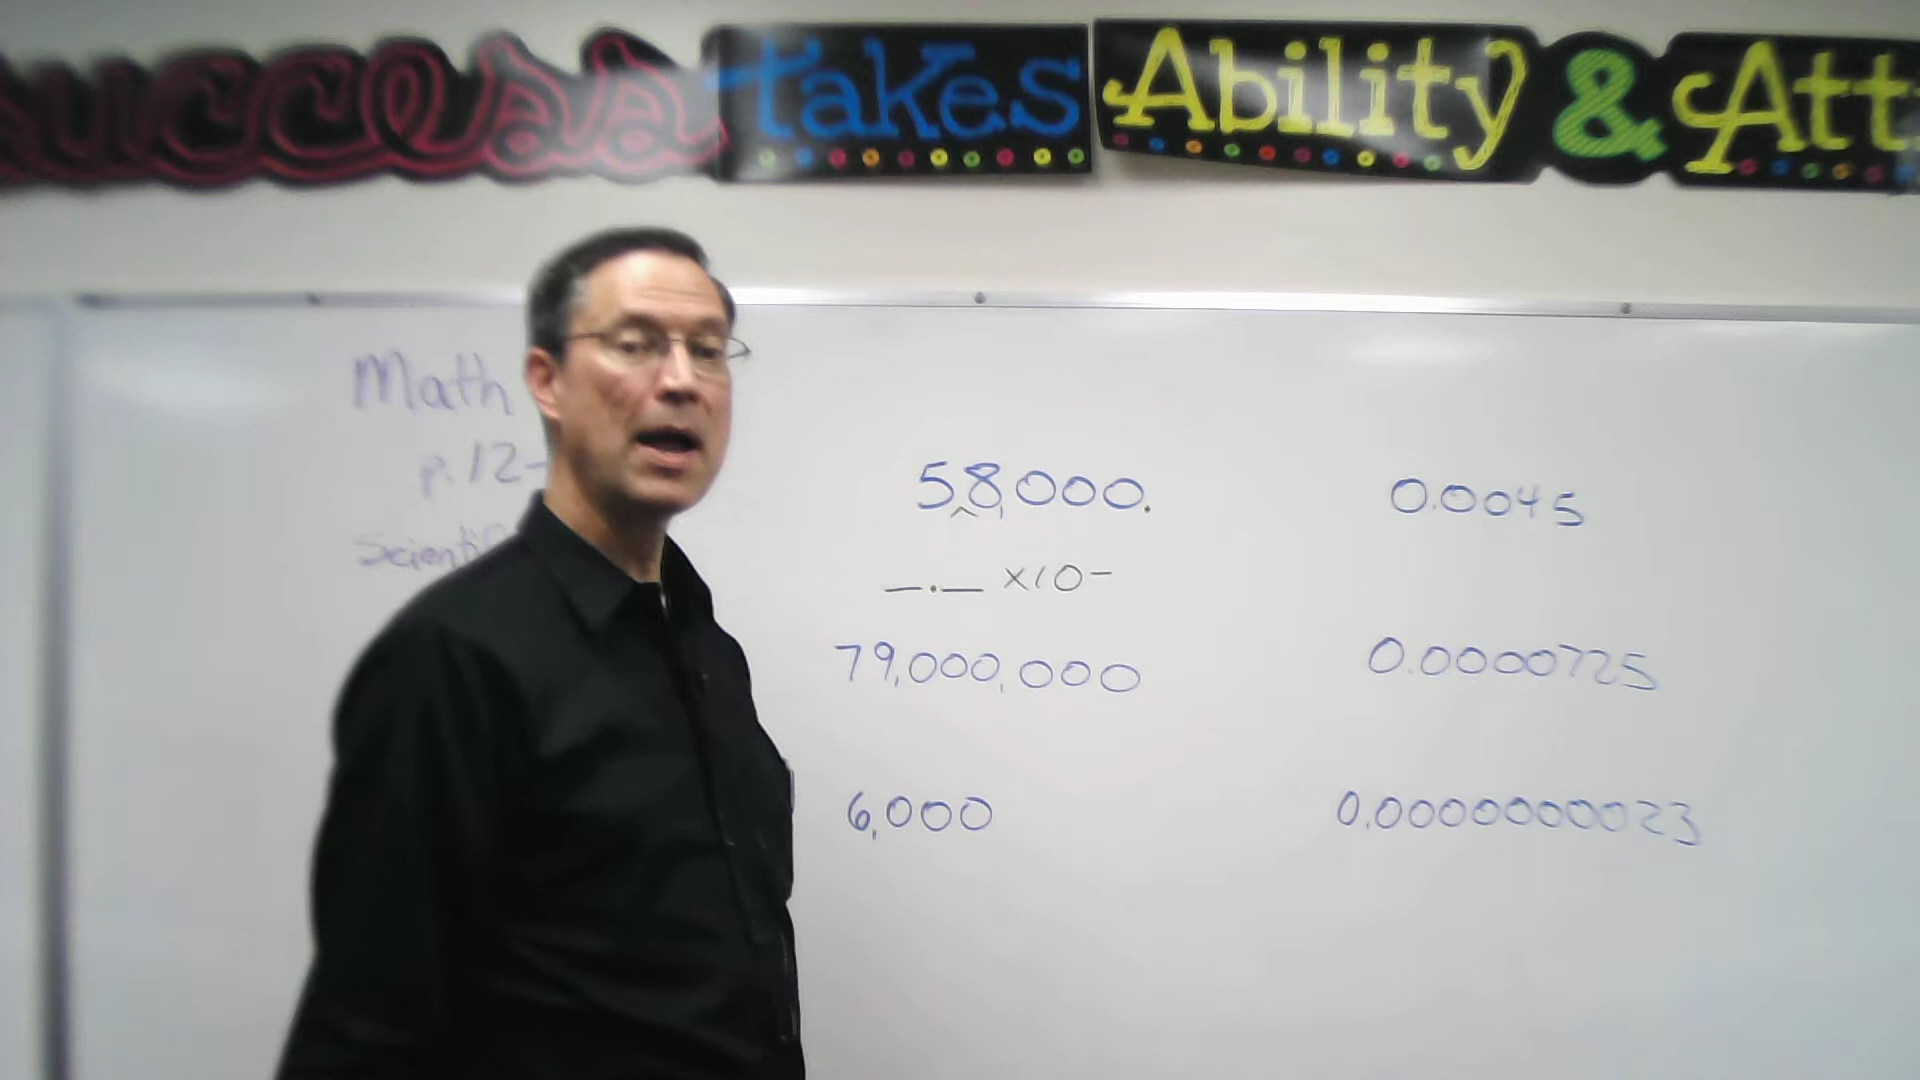 Success takes Ability & Att
Math
p. 12-
58,000.
0.0045
_._ x10-
79,000,000
0.0000725
6,000
0.0000000023